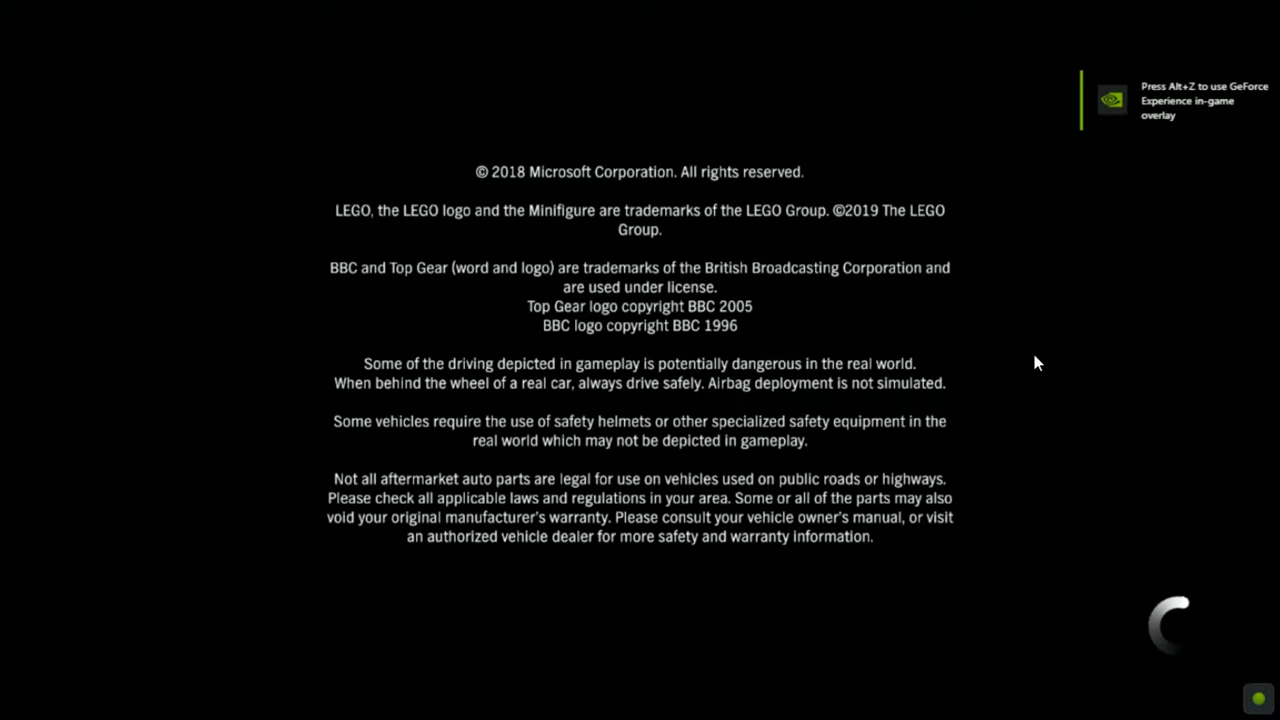 Press Alt+Z to use GeForce
Experience in-game
overlay
© 2018 Microsoft Corporation. All rights reserved.
LEGO, the LEGO logo and the Minifigure are trademarks of the LEGO Group. ©2019 The LEGO
Group.
BBC and Top Gear (word and logo) are trademarks of the British Broadcasting Corporation and
are used under license.
Top Gear logo copyright BBC 2005
BBC logo copyright BBC 1996
Some of the driving depicted in gameplay is potentially dangerous in the real world.
When behind the wheel of a real car, always drive safely. Airbag deployment is not simulated.
Some vehicles require the use of safety helmets or other specialized safety equipment in the
real world which may not be depicted in gameplay.
Not all aftermarket auto parts are legal for use on vehicles used on public roads or highways.
Please check all applicable laws and regulations in your area. Some or all of the parts may also
void your original manufacturer's warranty. Please consult your vehicle owner's manual, or visit
an authorized vehicle dealer for more safety and warranty information.